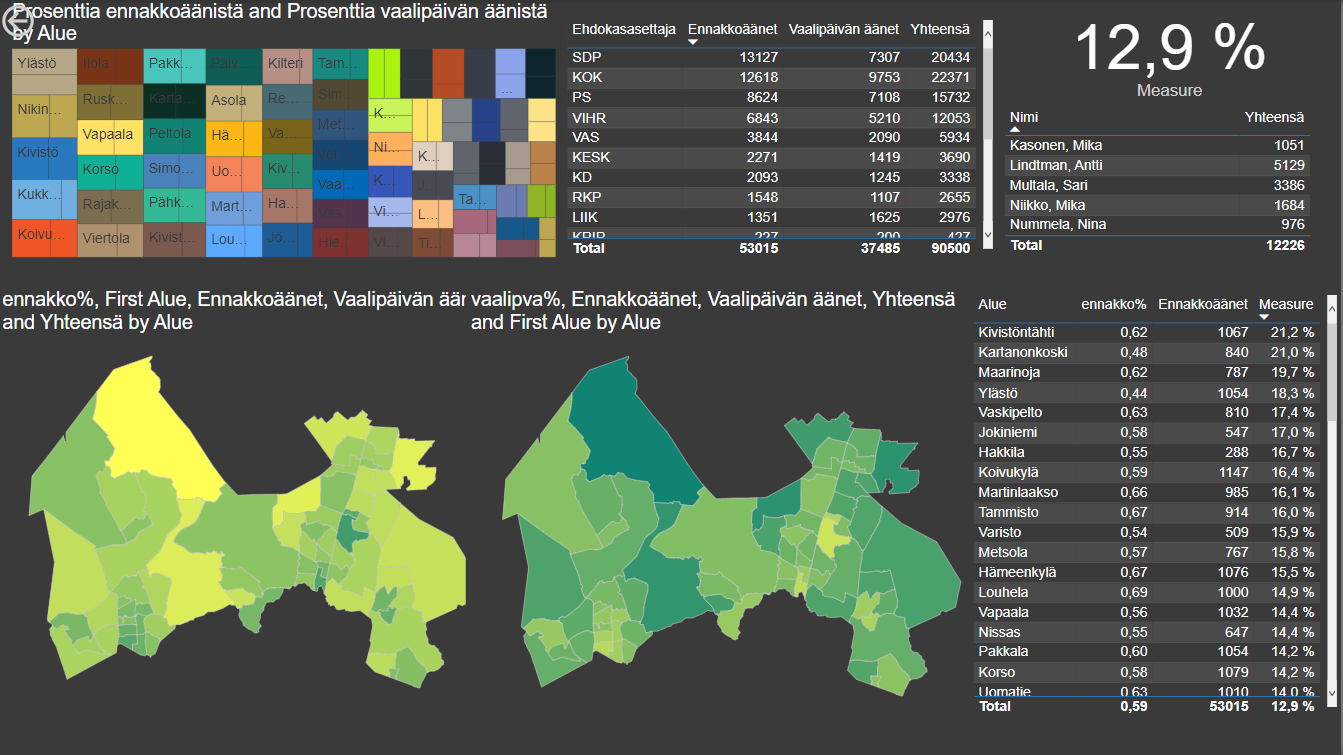 Prosenttia ennakkoäänistä and Prosenttia vaalipäivän äänistä
by Alue
Ylästö
Ilola
Pakk…
Päiv…
Kilteri
Tam…
Nikin…
Rusk…
Karta…
Asola
Re…
Sim…
Kivistö
Vapaala
Peltola
Hä…
Va…
Met…
K…
Korso
Simo…
Uo…
Kiv…
Vaa…
Ni…
K…
Kukk…
Rajak…
Pähk…
Mart…
Ha…
K…
J…
Ta…
Koivu…
Viertola
Kivist…
Lou…
Jo…
Hie…
Vi…
L…
Vi…
Ti…
…
Ehdokasasettaja Ennakkoäänet Vaalipäivän äänet Yhteensä
SDP 13127 7307 20434
KOK 12618 9753 22371
PS 8624 7108 15732
VIHR 6843 5210 12053
VAS 3844 2090 5934
KESK 2271 1419 3690
KD 2093 1245 3338
RKP 1548 1107 2655
LIIK 1351 1625 2976
KRIP 227 200 427
Total 53015 37485 90500
12,9 %
Measure
Nimi Yhteensä
Kasonen, Mika 1051
Lindtman, Antti 5129
Multala, Sari 3386
Niikko, Mika 1684
Nummela, Nina 976
Total 12226
ennakko%, First Alue, Ennakkoäänet, Vaalipäivän äär
and Yhteensä by Alue
vaalipva%, Ennakkoäänet, Vaalipäivän äänet, Yhteensä
and First Alue by Alue
Alue ennakko% Ennakkoäänet Measure
Kivistöntähti 0,62 1067 21,2 %
Kartanonkoski 0,48 840 21,0 %
Maarinoja 0,62 787 19,7 %
Ylästö 0,44 1054 18,3 %
Vaskipelto 0,63 810 17,4 %
Jokiniemi 0,58 547 17,0 %
Hakkila 0,55 288 16,7 %
Koivukylä 0,59 1147 16,4 %
Martinlaakso 0,66 985 16,1 %
Tammisto 0,67 914 16,0 %
Varisto 0,54 509 15,9 %
Metsola 0,57 767 15,8 %
Hämeenkylä 0,67 1076 15,5 %
Louhela 0,69 1000 14,9 %
Vapaala 0,56 1032 14,4 %
Nissas 0,55 647 14,4 %
Pakkala 0,60 1054 14,2 %
Korso 0,58 1079 14,2 %
Uomatie 0,63 1010 14,0 %
Total 0,59 53015 12,9 %